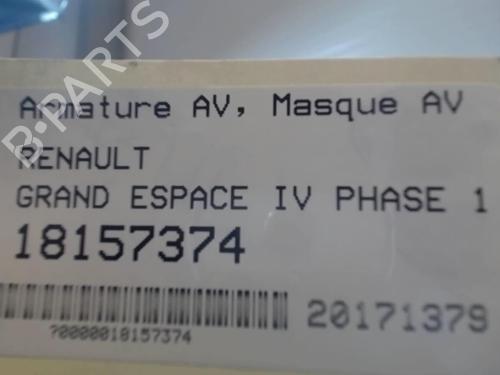 B-PARTS
Armature AV, Masque AV
RENAULT
GRAND ESPACE IV PHASE 1
18157374
20171379
?0000018157374